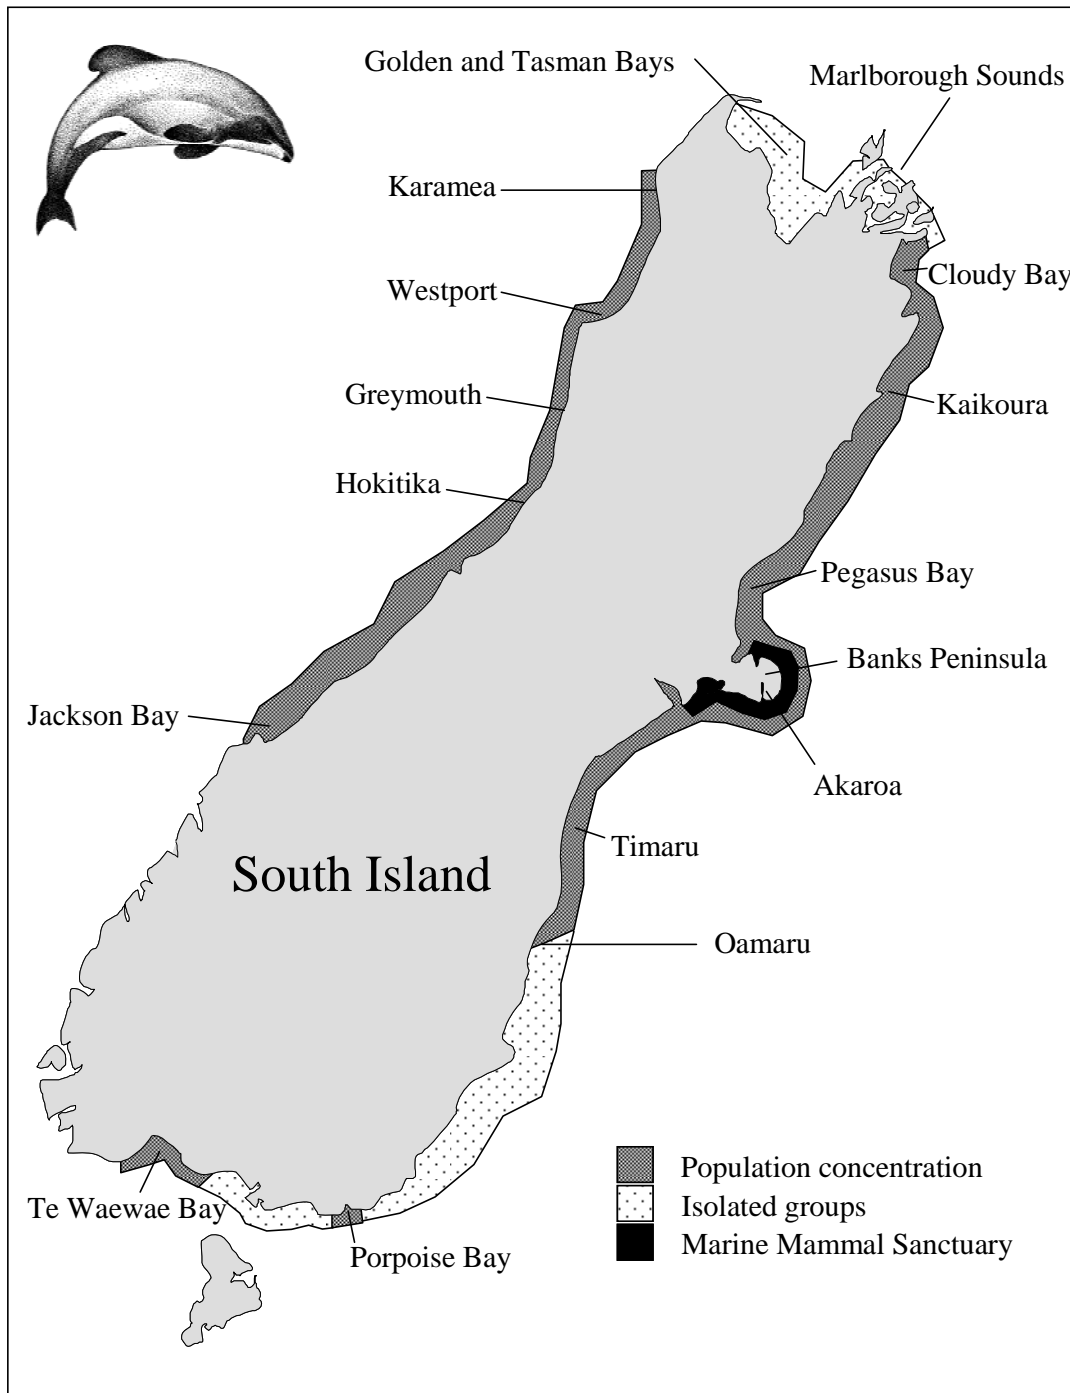 Golden and Tasman Bays
Marlborough Sounds
Karamea
Cloudy Bay
Westport
Greymouth
Kaikoura
Hokitika
Pegasus Bay
Banks Peninsula
Jackson Bay
Akaroa
Timaru
South Island
Oamaru
Population concentration
Isolated groups
Te Waewae Bay
Marine Mammal Sanctuary
Porpoise Bay